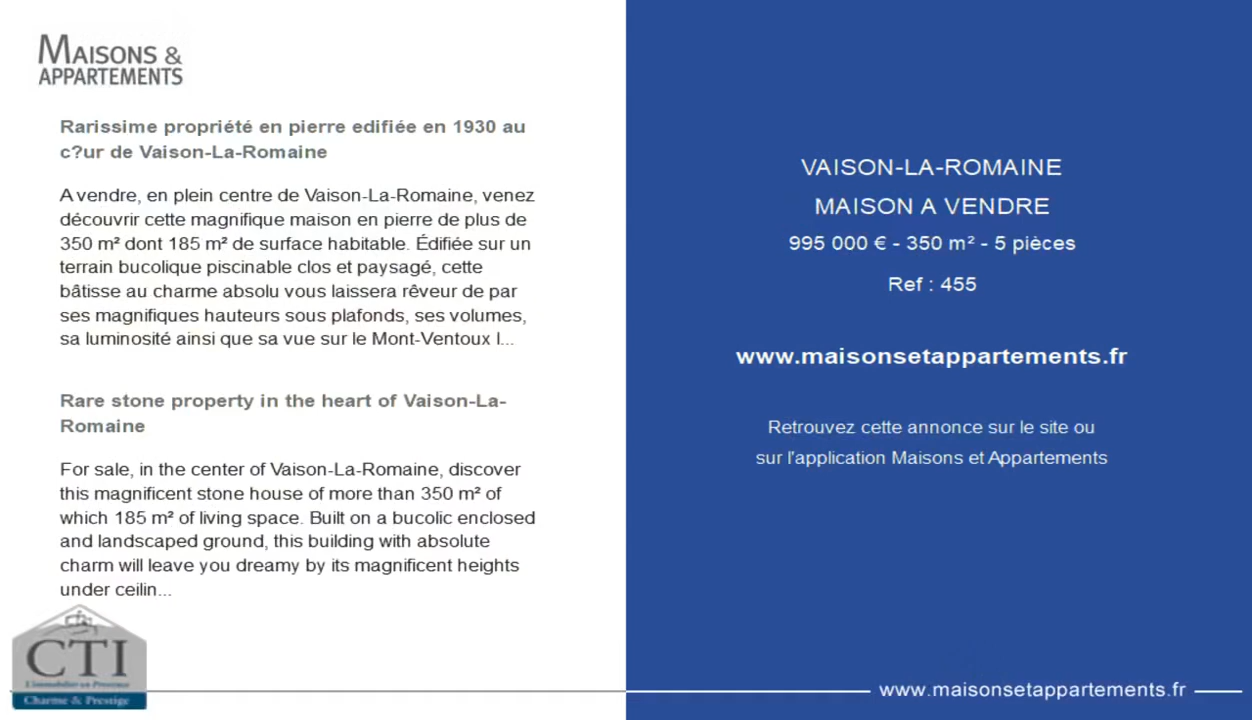 MAISONS &
APPARTEMENTS
Rarissime propriété en pierre edifiée en 1930 au
c?ur de Vaison-La-Romaine
A vendre, en plein centre de Vaison-La-Romaine, venez
découvrir cette magnifique maison en pierre de plus de
350 m² dont 185 m² de surface habitable. Édifiée sur un
terrain bucolique piscinable clos et paysagé, cette
bâtisse au charme absolu vous laissera rêveur de par
ses magnifiques hauteurs sous plafonds, ses volumes,
sa luminosité ainsi que sa vue sur le Mont-Ventoux l...
Rare stone property in the heart of Vaison-La-
Romaine
For sale, in the center of Vaison-La-Romaine, discover
this magnificent stone house of more than 350 m² of
which 185 m² of living space. Built on a bucolic enclosed
and landscaped ground, this building with absolute
charm will leave you dreamy by its magnificent heights
under ceilin...
CTI
L'immobilier en Provence
Charme & Prestige
VAISON-LA-ROMAINE
MAISON A VENDRE
995 000 € - 350 m² - 5 pièces
Ref : 455
www.maisonsetappartements.fr
Retrouvez cette annonce sur le site ou
sur l'application Maisons et Appartements
www.maisonsetappartements.fr